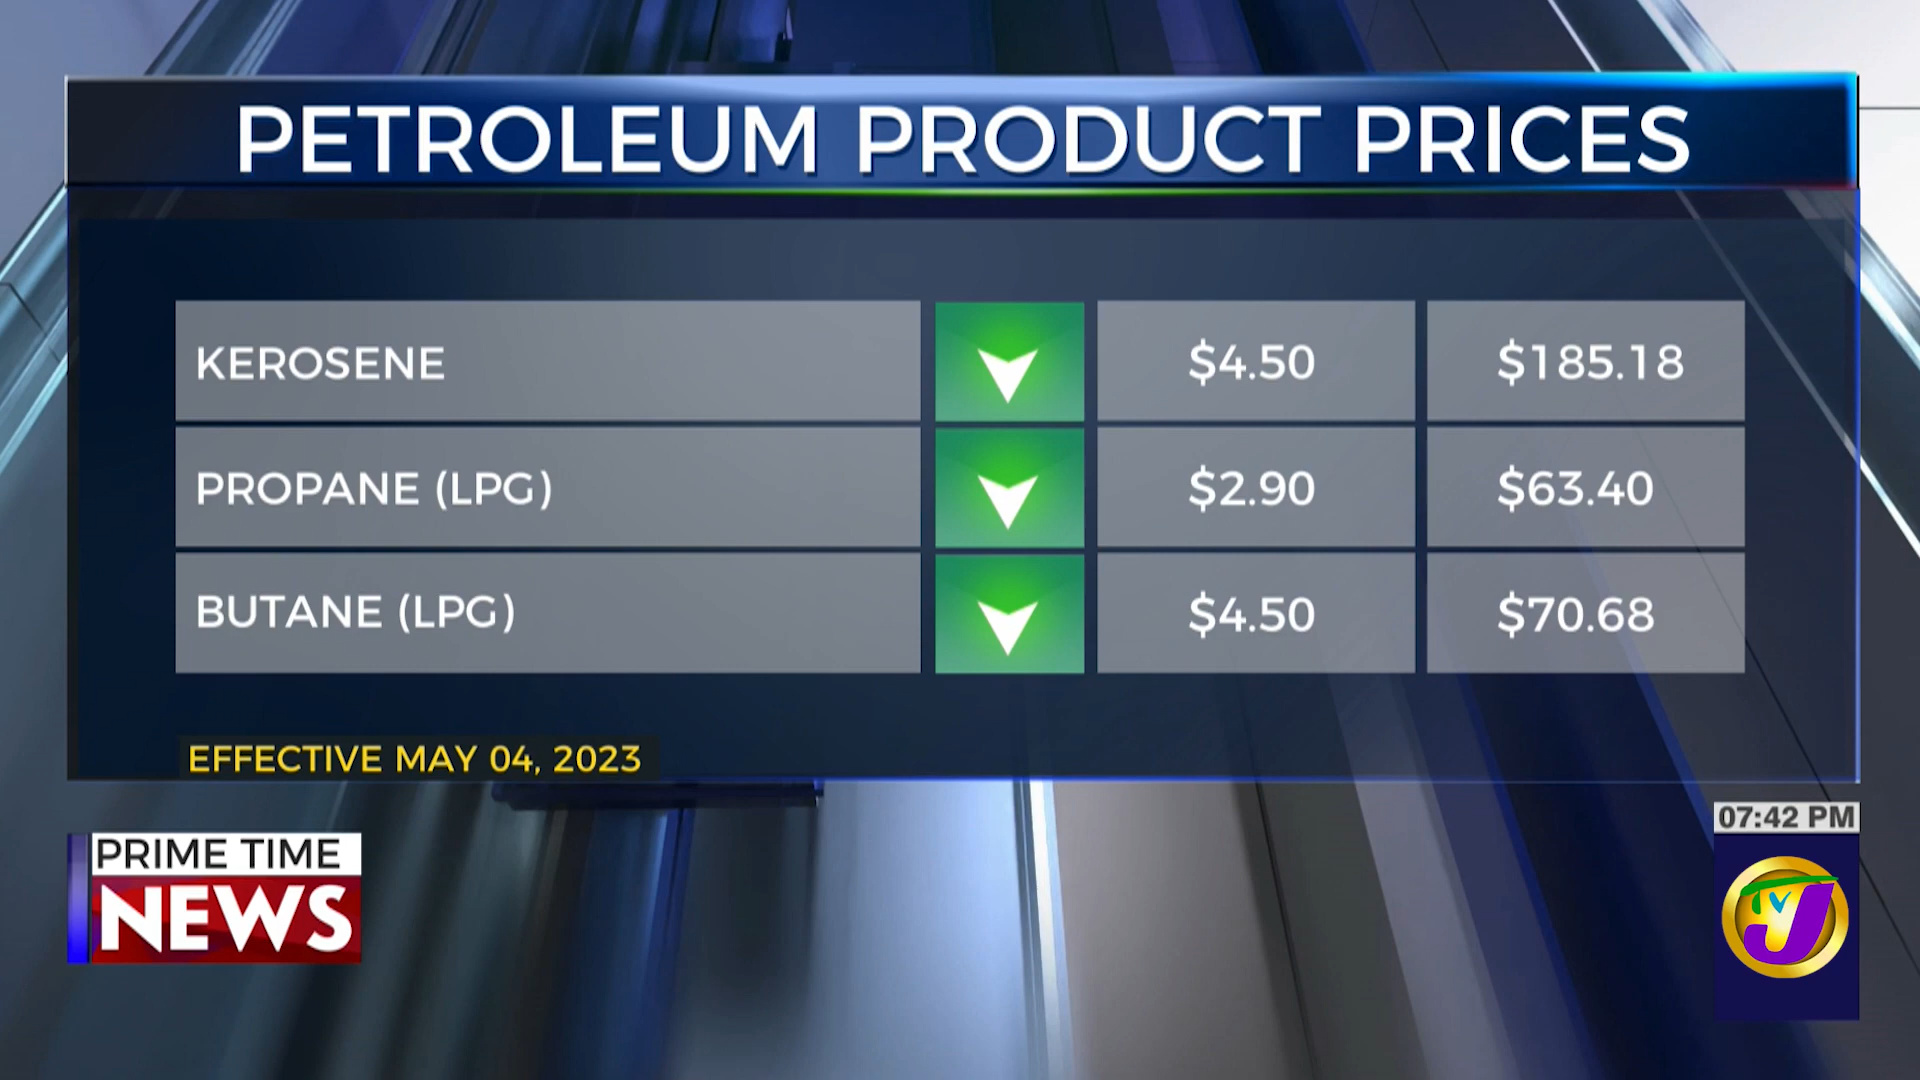 PETROLEUM PRODUCT PRICES
KEROSENE $4.50 $185.18
PROPANE (LPG) $2.90 $63.40
BUTANE (LPG) $4.50 $70.68
EFFECTIVE MAY 04, 2023
07:42 PM
PRIME TIME
NEWS
TVJ